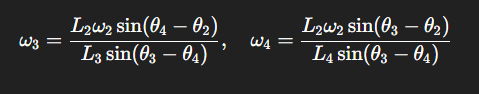 ω₃ = L₂ω₂ sin(θ₄ − θ₂) / L₃ sin(θ₃ − θ₄), ω₄ = L₂ω₂ sin(θ₃ − θ₂) / L₄ sin(θ₃ − θ₄)